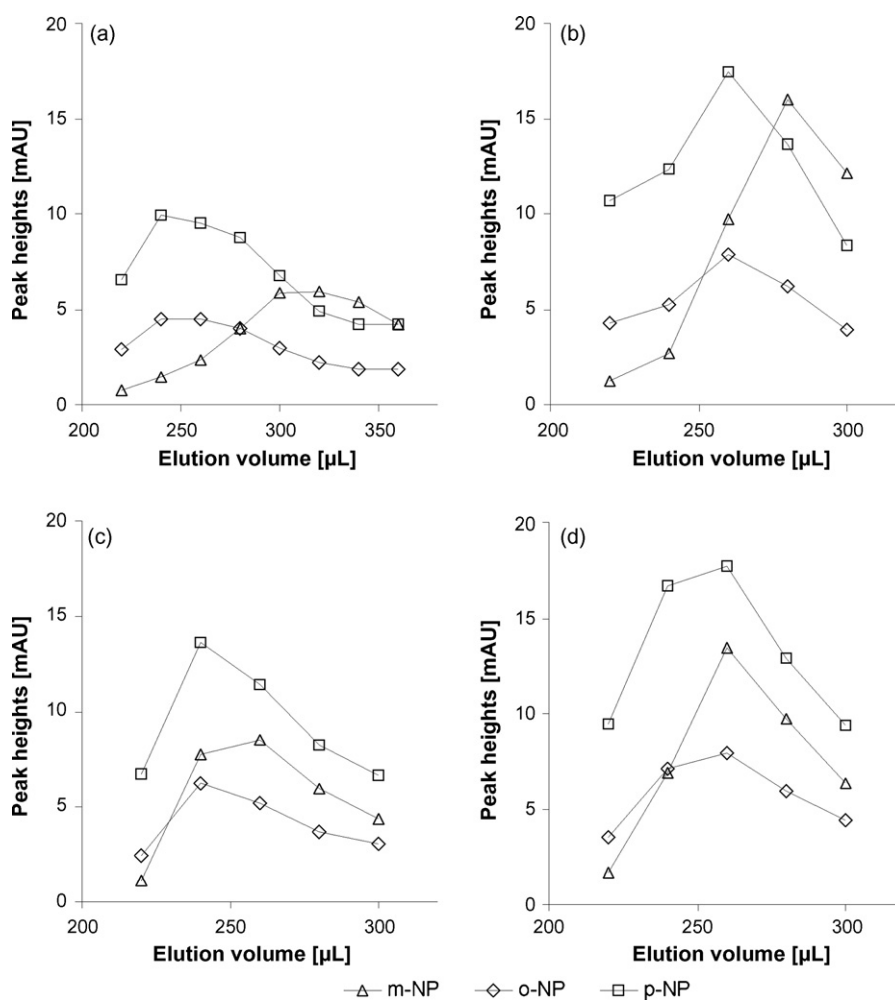 (a)
20
15
10
5
0
Peak heights [mAU]
200 250 300 350
Elution volume [µL]
(b)
20
15
10
5
0
Peak heights [mAU]
200 250 300
Elution volume [µL]
(c)
20
15
10
5
0
Peak heights [mAU]
200 250 300
Elution volume [µL]
(d)
20
15
10
5
0
Peak heights [mAU]
200 250 300
Elution volume [µL]
m-NP o-NP p-NP